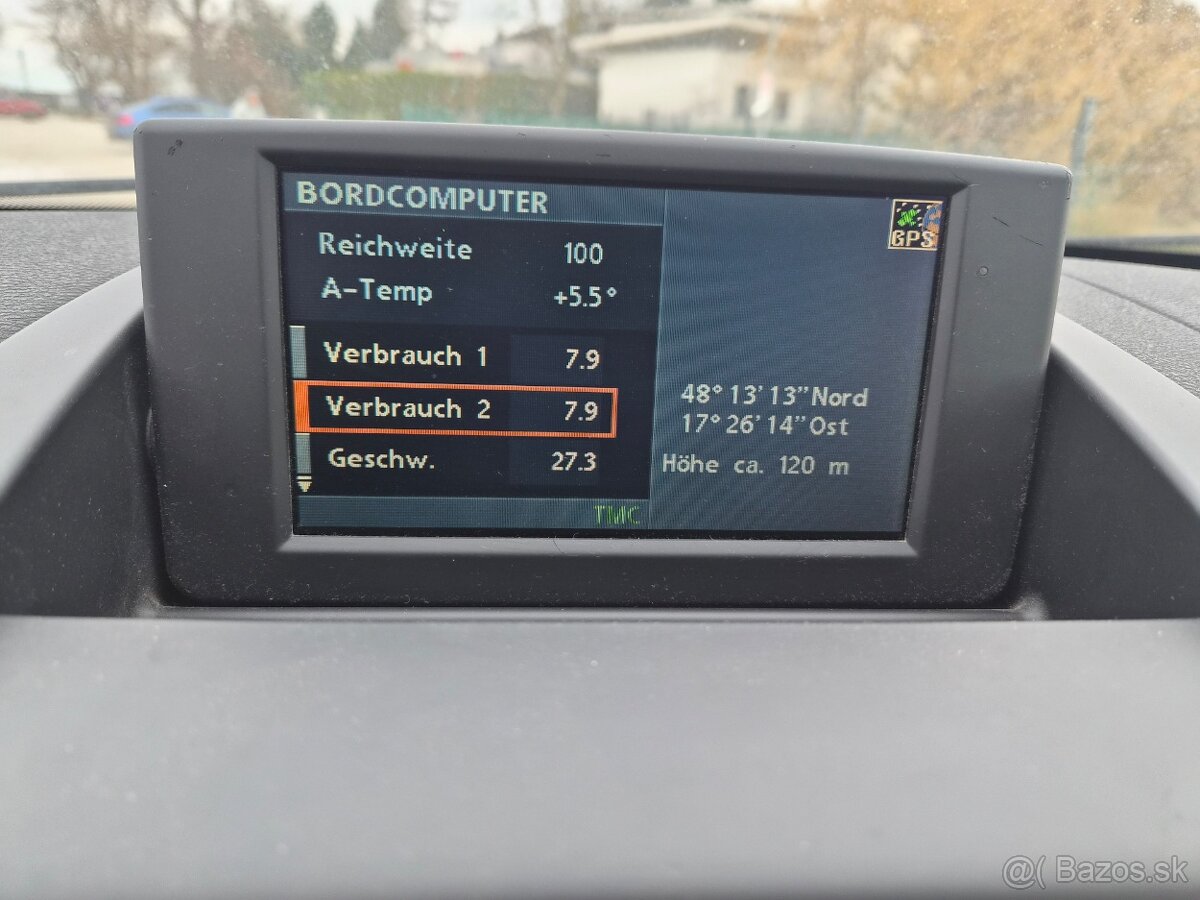 BORDCOMPUTER
GPS
Reichweite 100
A-Temp +5.5°
Verbrauch 1 7.9
Verbrauch 2 7.9
Geschw. 27.3
48° 13' 13" Nord
17° 26' 14" Ost
Höhe ca. 120 m
TMC
@( Bazos.sk